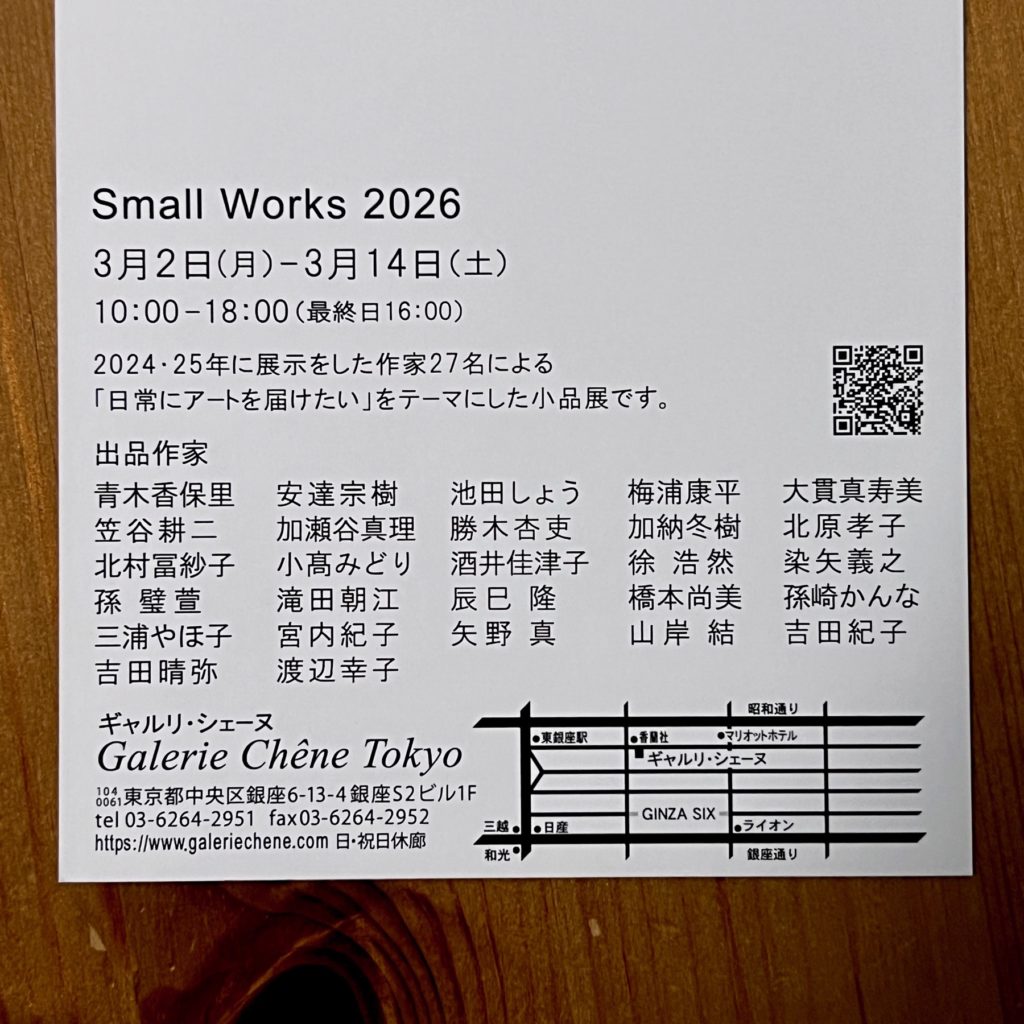 Small Works 2026
3月2日(月)−3月14日(土)
10:00−18:00(最終日16:00)
2024・25年に展示をした作家27名による
「日常にアートを届けたい」をテーマにした小品展です。
出品作家
青木香保里 安達宗樹 池田しょう 梅浦康平 大貫真寿美
笠谷耕二 加瀬谷真理 勝木杏吏 加納冬樹 北原孝子
北村冨紗子 小髙みどり 酒井佳津子 徐 浩然 染矢義之
孫 璧萱 滝田朝江 辰巳 隆 橋本尚美 孫崎かんな
三浦やほ子 宮内紀子 矢野 真 山岸 結 吉田紀子
吉田晴弥 渡辺幸子
ギャルリ・シェーヌ
Galerie Chêne Tokyo
104
0061 東京都中央区銀座6-13-4 銀座S2ビル1F
tel 03-6264-2951 fax03-6264-2952
https://www.galeriechene.com 日・祝日休廊
昭和通り
東銀座駅 香蘭社 マリオットホテル
ギャルリ・シェーヌ
GINZA SIX
三越 日産 ライオン
和光 銀座通り